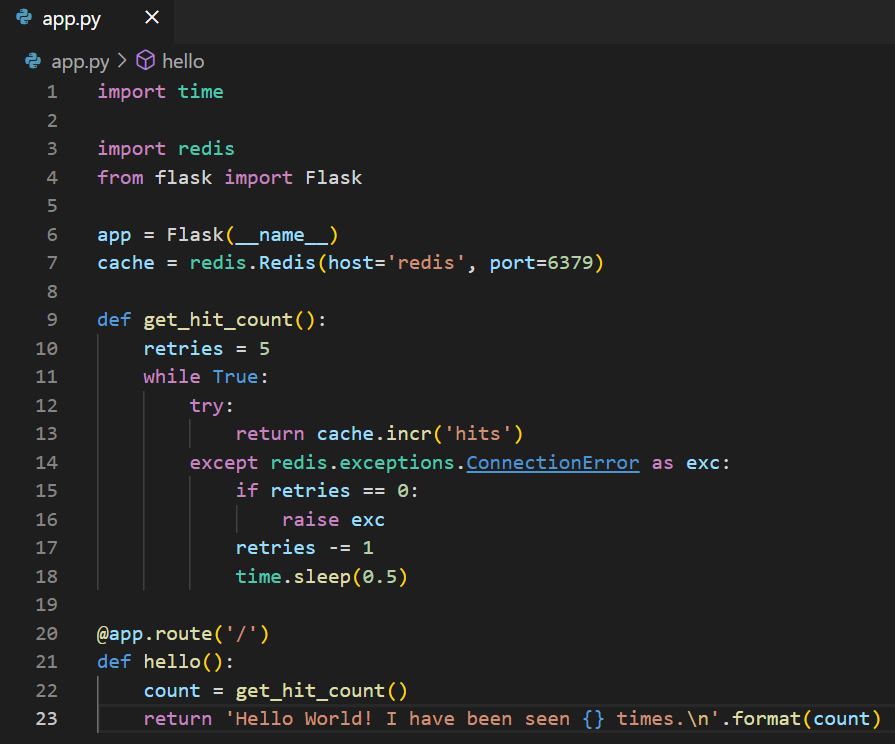 app.py ×
app.py > hello
1 import time
2
3 import redis
4 from flask import Flask
5
6 app = Flask(__name__)
7 cache = redis.Redis(host='redis', port=6379)
8
9 def get_hit_count():
10     retries = 5
11     while True:
12         try:
13             return cache.incr('hits')
14         except redis.exceptions.ConnectionError as exc:
15             if retries == 0:
16                 raise exc
17             retries -= 1
18             time.sleep(0.5)
19
20 @app.route('/')
21 def hello():
22     count = get_hit_count()
23     return 'Hello World! I have been seen {} times.\n'.format(count)